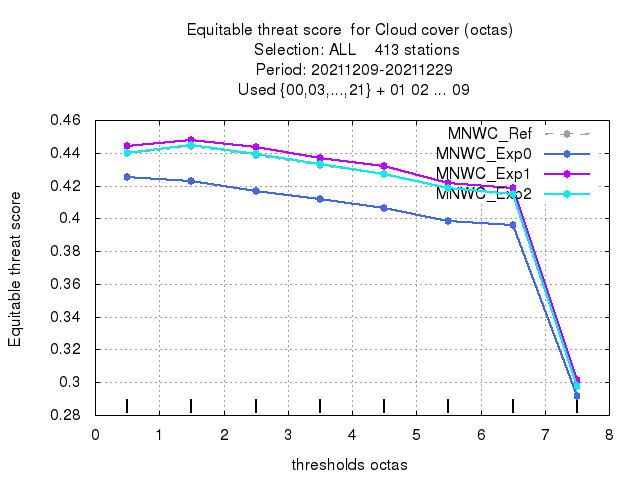 Equitable threat score  for Cloud cover (octas)
Selection: ALL    413 stations
Period: 20211209-20211229
Used {00,03,...,21} + 01 02 ... 09
Equitable threat score
0.46
0.44
0.42
0.4
0.38
0.36
0.34
0.32
0.3
0.28
MNWC_Ref
MNWC_Exp0
MNWC_Exp1
MNWC_Exp2
0 1 2 3 4 5 6 7 8
thresholds octas